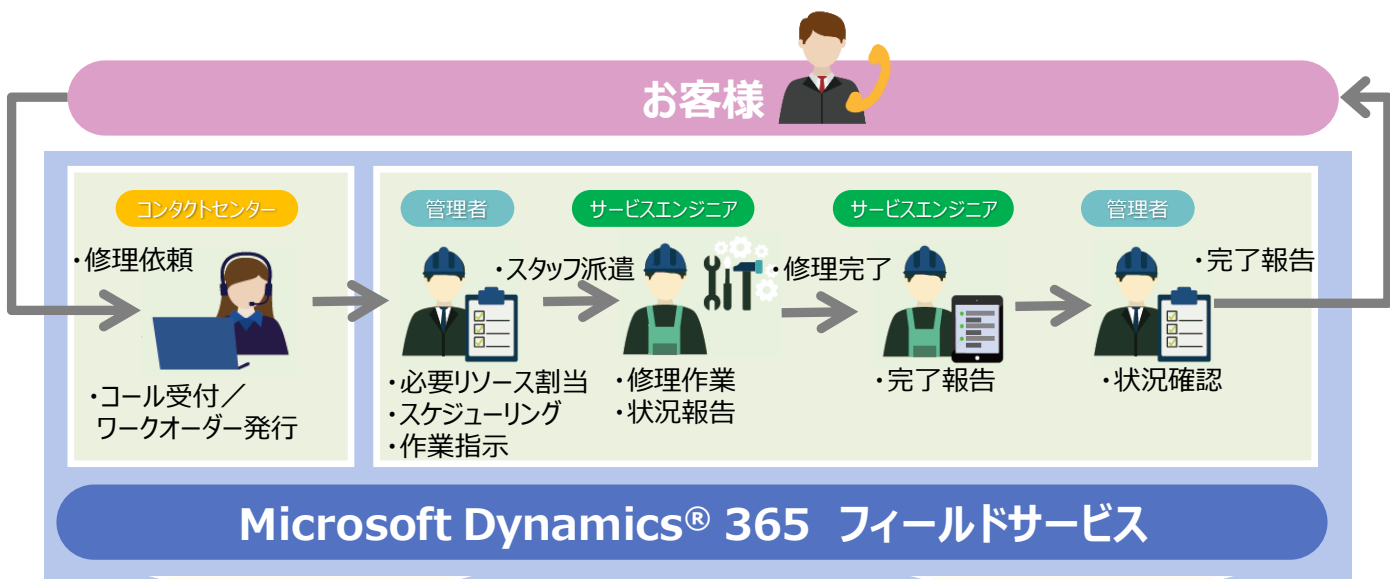 お客様
コンタクトセンター
・修理依頼
・コール受付／
ワークオーダー発行
管理者
・必要リソース割当
・スケジューリング
・作業指示
・スタッフ派遣
サービスエンジニア
・修理作業
・状況報告
・修理完了
サービスエンジニア
・完了報告
管理者
・状況確認
・完了報告
Microsoft Dynamics® 365 フィールドサービス